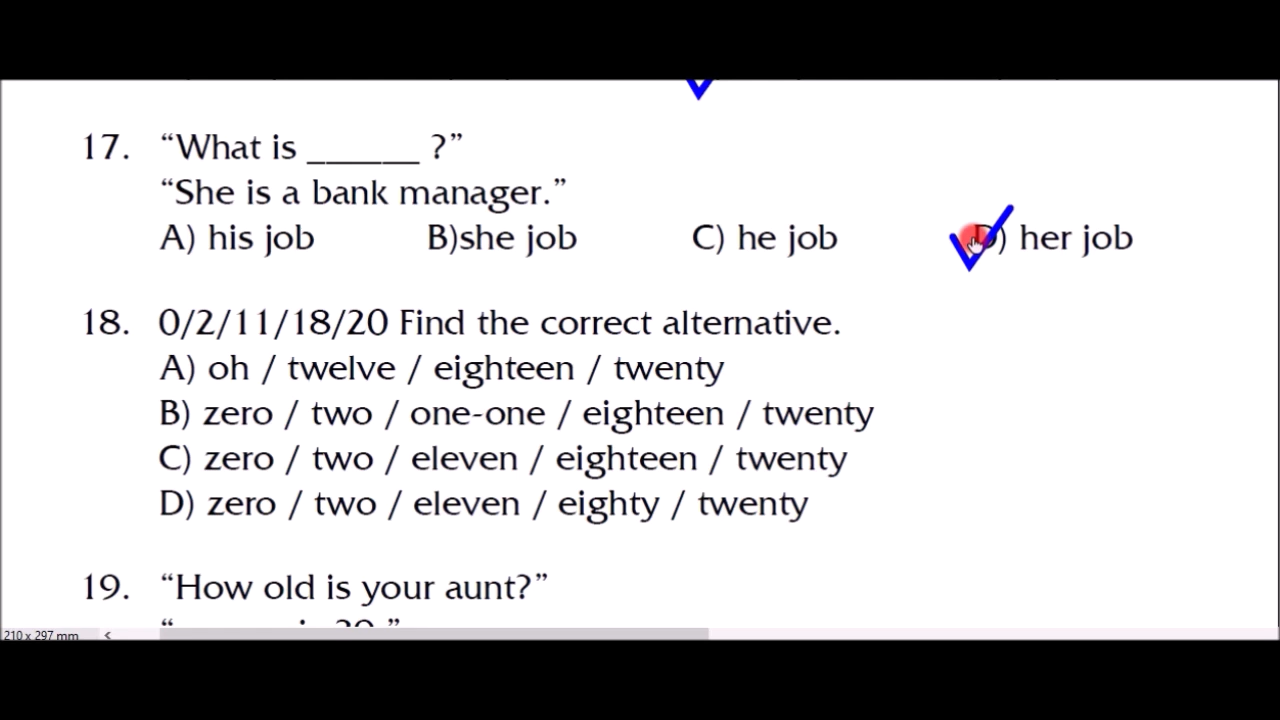 17. “What is ______ ?”
“She is a bank manager.”
A) his job B)she job C) he job D) her job
18. 0/2/11/18/20 Find the correct alternative.
A) oh / twelve / eighteen / twenty
B) zero / two / one-one / eighteen / twenty
C) zero / two / eleven / eighteen / twenty
D) zero / two / eleven / eighty / twenty
19. “How old is your aunt?”
210 x 297 mm